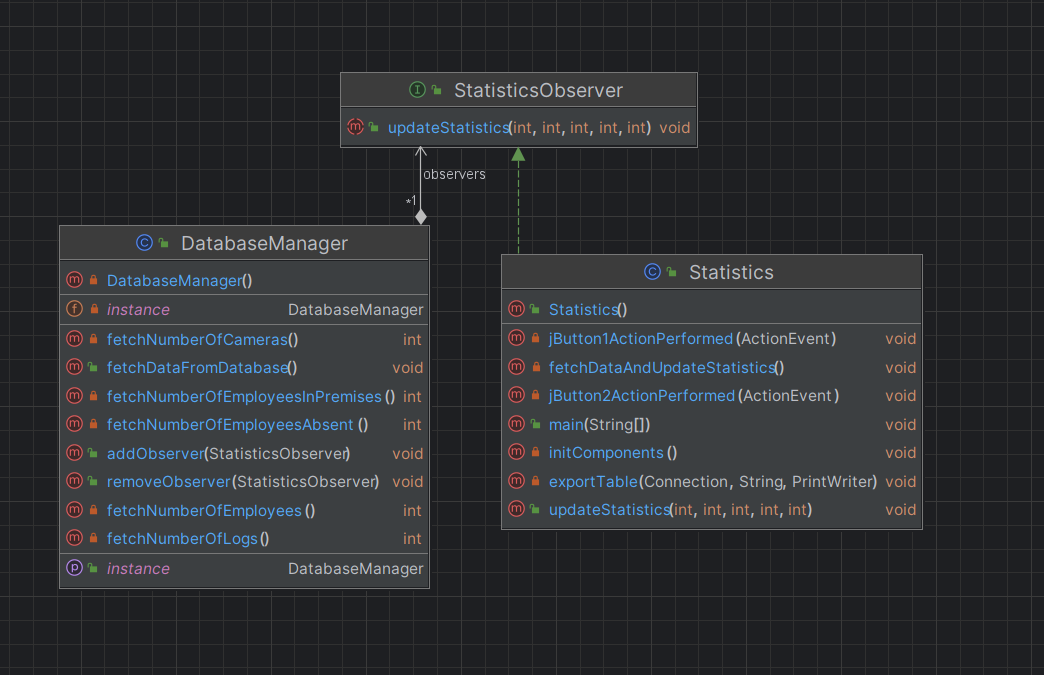 StatisticsObserver
updateStatistics(int, int, int, int, int) void
observers
*1
DatabaseManager
DatabaseManager()
instance DatabaseManager
fetchNumberOfCameras() int
fetchDataFromDatabase() void
fetchNumberOfEmployeesInPremises() int
fetchNumberOfEmployeesAbsent() int
addObserver(StatisticsObserver) void
removeObserver(StatisticsObserver) void
fetchNumberOfEmployees() int
fetchNumberOfLogs() int
instance DatabaseManager
Statistics
Statistics()
jButton1ActionPerformed(ActionEvent) void
fetchDataAndUpdateStatistics() void
jButton2ActionPerformed(ActionEvent) void
main(String[]) void
initComponents() void
exportTable(Connection, String, PrintWriter) void
updateStatistics(int, int, int, int, int) void